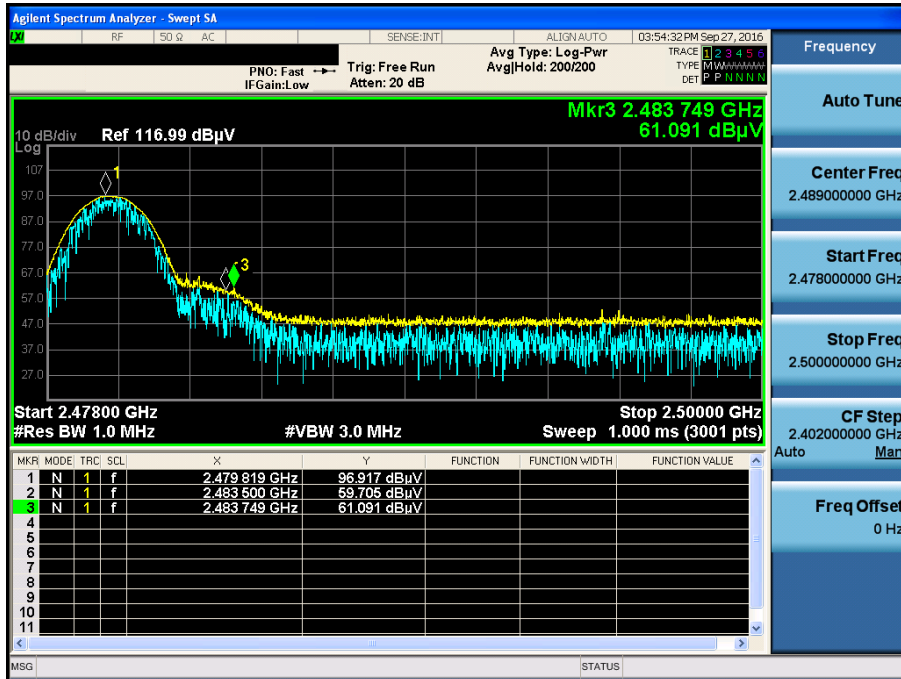 Agilent Spectrum Analyzer - Swept SA
LXI RF 50 Ω AC SENSE:INT ALIGN AUTO 03:54:32 PM Sep 27, 2016
PNO: Fast Trig: Free Run Avg Type: Log-Pwr TRACE 1 2 3 4 5 6
IFGain:Low Atten: 20 dB Avg|Hold: 200/200 TYPE M
DET P P N N N N
Mkr3 2.483 749 GHz
61.091 dBµV
10 dB/div Ref 116.99 dBµV
Log
107
97.0
87.0
77.0
67.0
57.0
47.0
37.0
27.0
1
3
Start 2.47800 GHz Stop 2.50000 GHz
#Res BW 1.0 MHz #VBW 3.0 MHz Sweep 1.000 ms (3001 pts)
MKR MODE TRC SCL X Y FUNCTION FUNCTION WIDTH FUNCTION VALUE
1 N 1 f 2.479 819 GHz 96.917 dBµV
2 N 1 f 2.483 500 GHz 59.705 dBµV
3 N 1 f 2.483 749 GHz 61.091 dBµV
4
5
6
7
8
9
10
11
MSG STATUS
Frequency
Auto Tune
Center Freq
2.489000000 GHz
Start Freq
2.478000000 GHz
Stop Freq
2.500000000 GHz
CF Step
2.402000000 GHz
Auto Man
Freq Offset
0 Hz